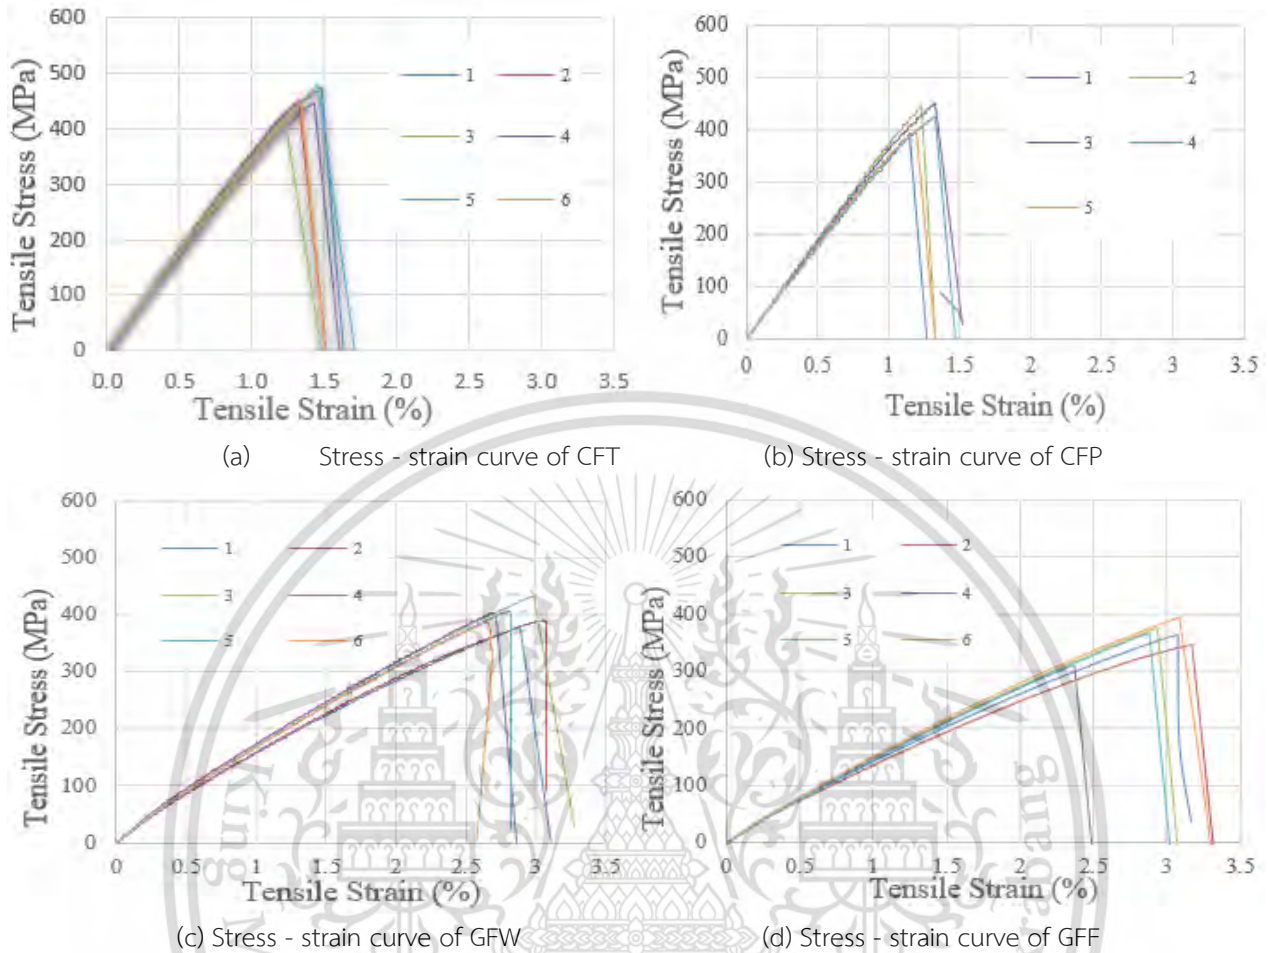 600
500
400
300
200
100
0
Tensile Stress (MPa)
1 2
3 4
5 6
0.0 0.5 1.0 1.5 2.0 2.5 3.0 3.5
Tensile Strain (%)
(a) Stress - strain curve of CFT
600
500
400
300
200
100
0
Tensile Stress (MPa)
1 2
3 4
5
0 0.5 1 1.5 2 2.5 3 3.5
Tensile Strain (%)
(b) Stress - strain curve of CFP
600
500
400
300
200
100
0
Tensile Stress (MPa)
1 2
3 4
5 6
0 0.5 1 1.5 2 2.5 3 3.5
Tensile Strain (%)
(c) Stress - strain curve of GFW
600
500
400
300
200
100
0
Tensile Stress (MPa)
1 2
3 4
5 6
0 0.5 1 1.5 2 2.5 3 3.5
Tensile Strain (%)
(d) Stress - strain curve of GFF
King